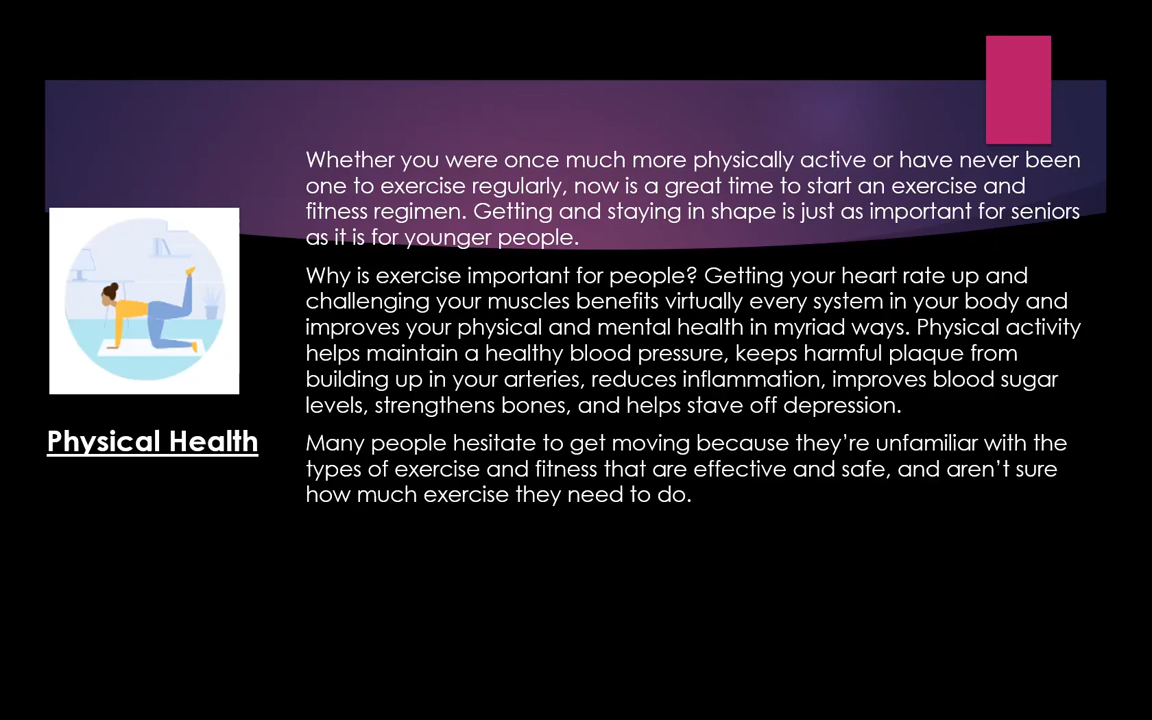 Whether you were once much more physically active or have never been
one to exercise regularly, now is a great time to start an exercise and
fitness regimen. Getting and staying in shape is just as important for seniors
as it is for younger people.
Why is exercise important for people? Getting your heart rate up and
challenging your muscles benefits virtually every system in your body and
improves your physical and mental health in myriad ways. Physical activity
helps maintain a healthy blood pressure, keeps harmful plaque from
building up in your arteries, reduces inflammation, improves blood sugar
levels, strengthens bones, and helps stave off depression.
Physical Health
Many people hesitate to get moving because they’re unfamiliar with the
types of exercise and fitness that are effective and safe, and aren’t sure
how much exercise they need to do.